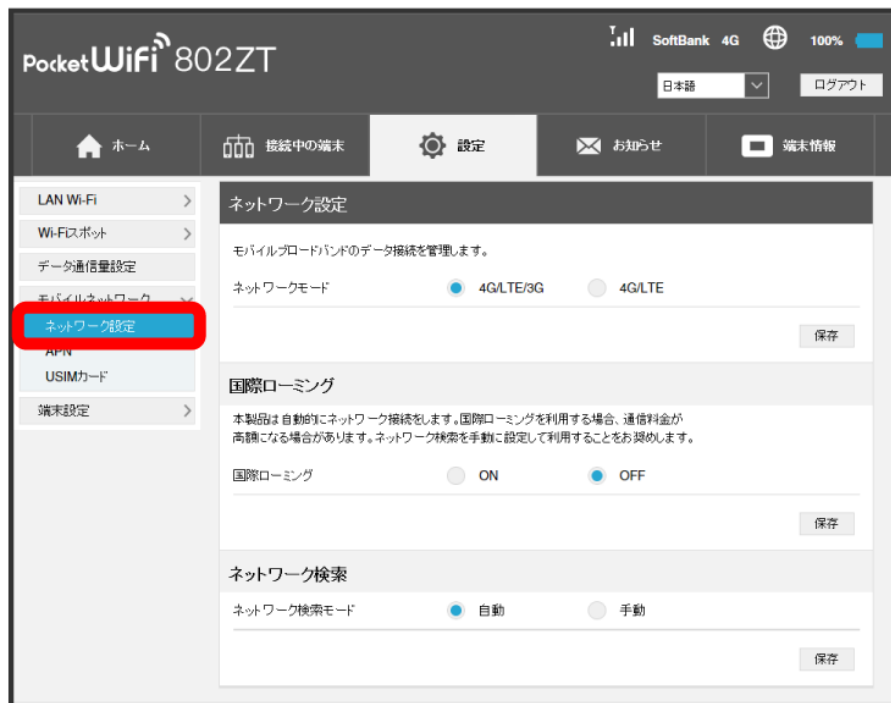 Pocket WiFi 802ZT
SoftBank 4G 100%
日本語 ログアウト
ホーム 接続中の端末 設定 お知らせ 端末情報
LAN Wi-Fi
Wi-Fiスポット
データ通信量設定
モバイルネットワーク
ネットワーク設定
APN
USIMカード
端末設定
ネットワーク設定
モバイルブロードバンドのデータ接続を管理します。
ネットワークモード 4G/LTE/3G 4G/LTE
保存
国際ローミング
本製品は自動的にネットワーク接続をします。国際ローミングを利用する場合、通信料金が
高額になる場合があります。ネットワーク検索を手動に設定して利用することをお奨めします。
国際ローミング ON OFF
保存
ネットワーク検索
ネットワーク検索モード 自動 手動
保存